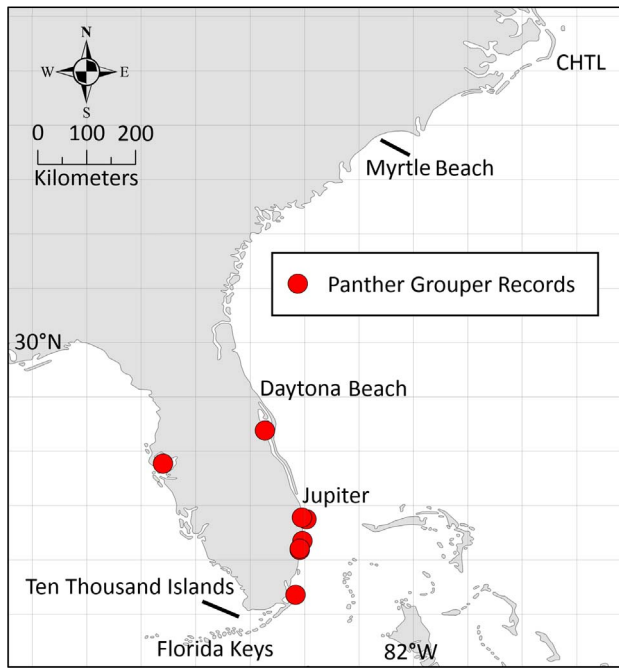 N
W E
S
CHTL
0 100 200
Kilometers
Myrtle Beach
Panther Grouper Records
30°N
Daytona Beach
Jupiter
Ten Thousand Islands
Florida Keys
82°W